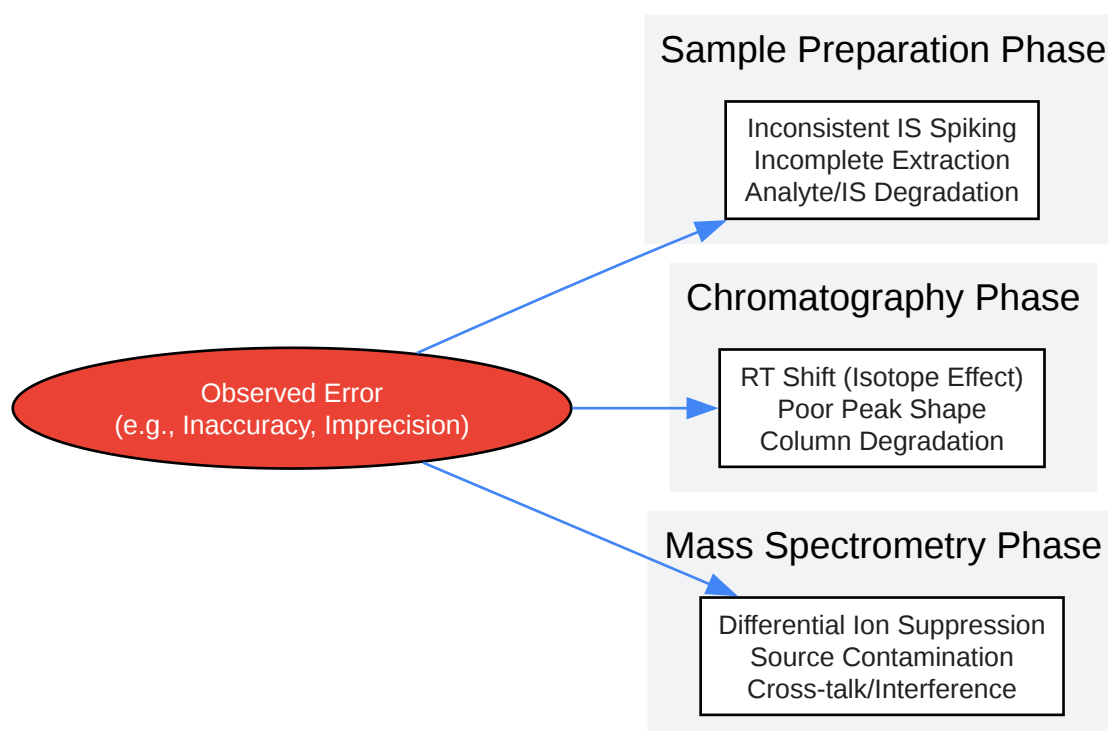 Sample Preparation Phase
Inconsistent IS Spiking
Incomplete Extraction
Analyte/IS Degradation
Chromatography Phase
RT Shift (Isotope Effect)
Poor Peak Shape
Column Degradation
Observed Error
(e.g., Inaccuracy, Imprecision)
Mass Spectrometry Phase
Differential Ion Suppression
Source Contamination
Cross-talk/Interference